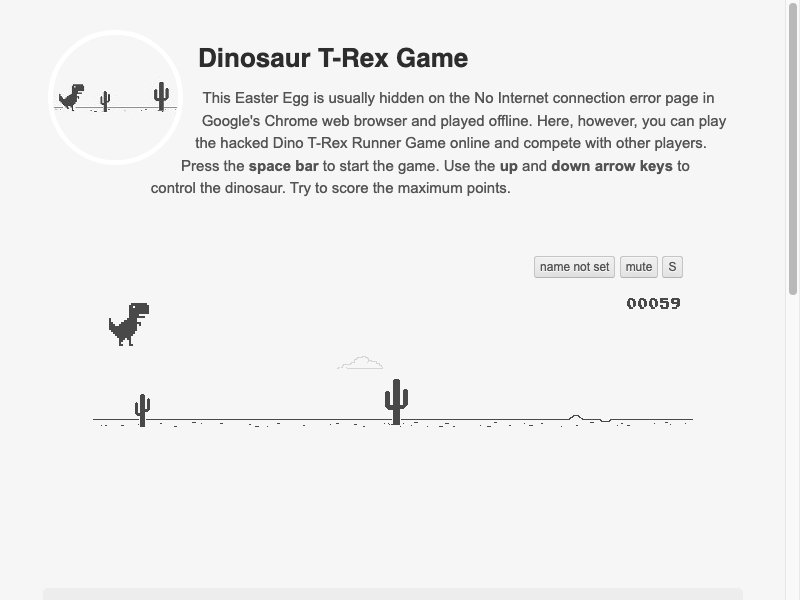 Dinosaur T-Rex Game
This Easter Egg is usually hidden on the No Internet connection error page in
Google's Chrome web browser and played offline. Here, however, you can play
the hacked Dino T-Rex Runner Game online and compete with other players.
Press the space bar to start the game. Use the up and down arrow keys to
control the dinosaur. Try to score the maximum points.
name not set mute S
00059